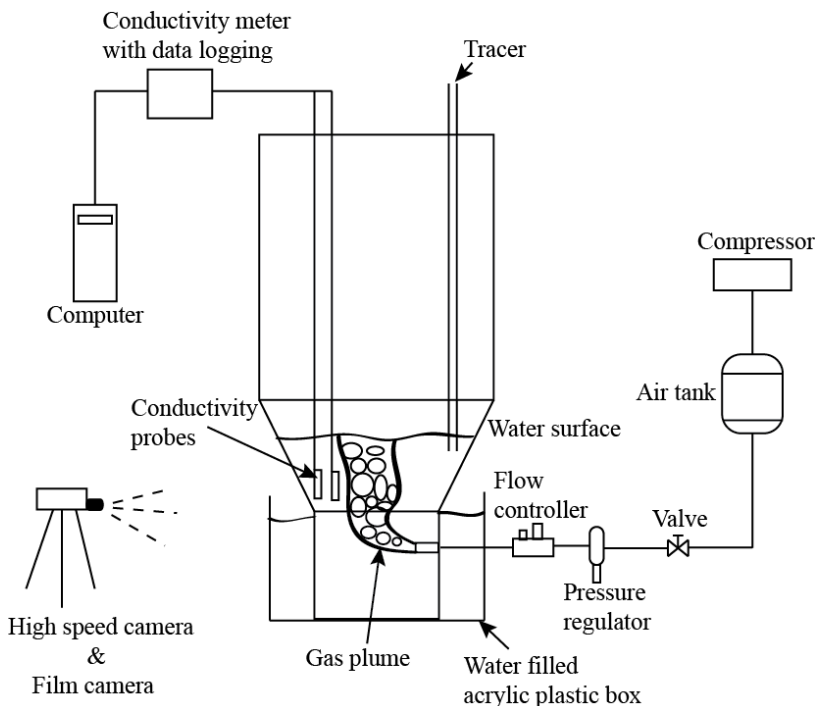 Conductivity meter
with data logging
Tracer
Compressor
Computer
Air tank
Conductivity
probes
Water surface
Flow
controller
Valve
Pressure
regulator
High speed camera
&
Film camera
Gas plume
Water filled
acrylic plastic box